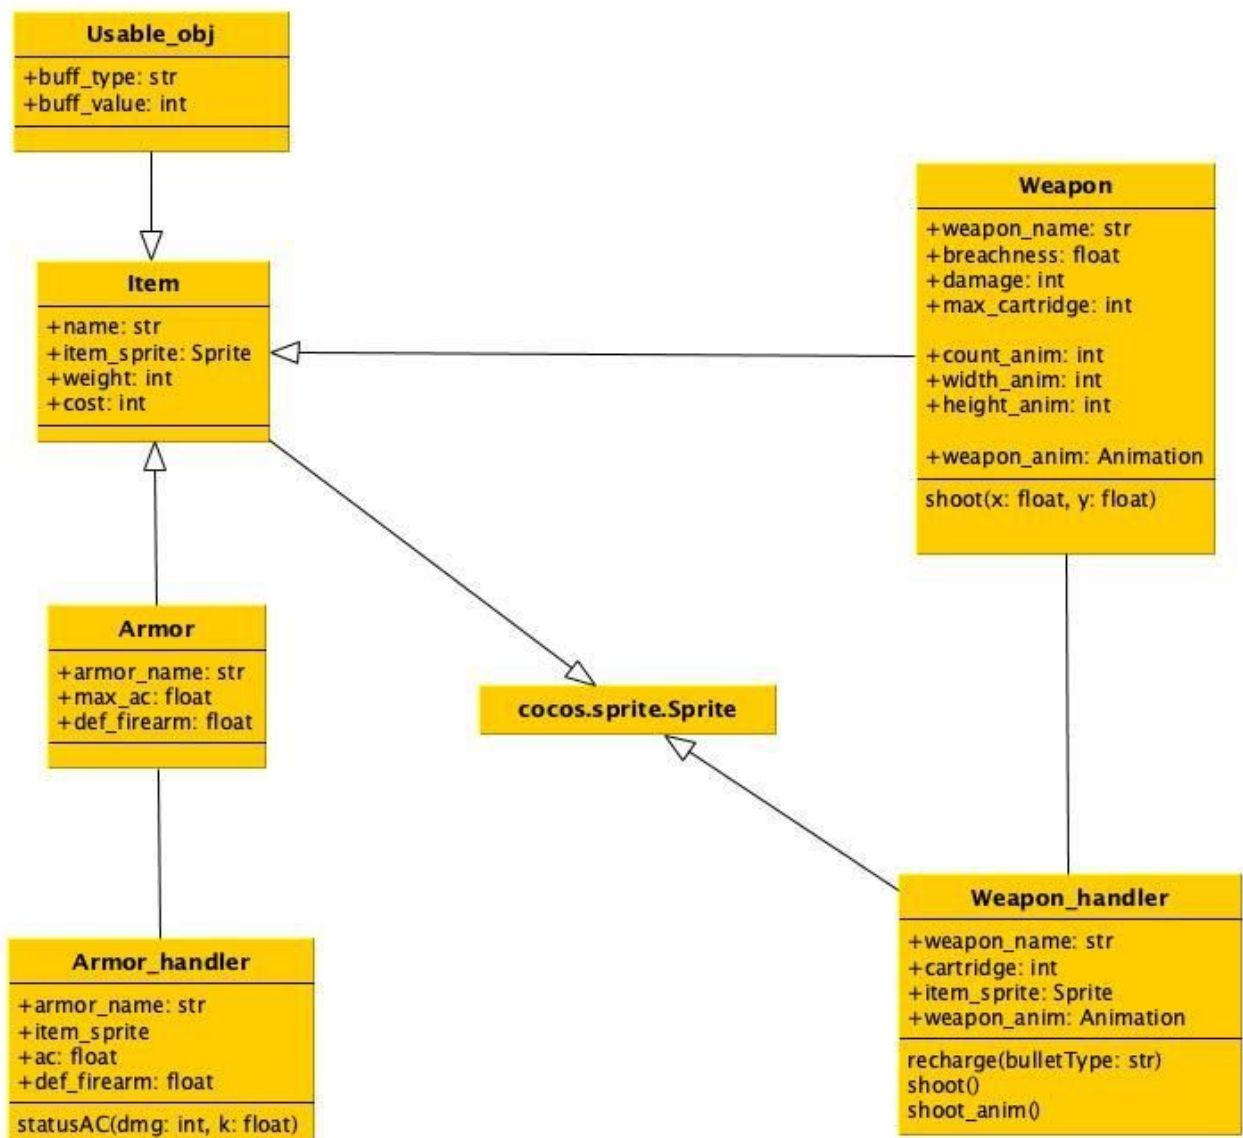 Usable_obj
+buff_type: str
+buff_value: int
Item
+name: str
+item_sprite: Sprite
+weight: int
+cost: int
Weapon
+weapon_name: str
+breachness: float
+damage: int
+max_cartridge: int
+count_anim: int
+width_anim: int
+height_anim: int
+weapon_anim: Animation
shoot(x: float, y: float)
Armor
+armor_name: str
+max_ac: float
+def_firearm: float
cocos.sprite.Sprite
Armor_handler
+armor_name: str
+item_sprite
+ac: float
+def_firearm: float
statusAC(dmg: int, k: float)
Weapon_handler
+weapon_name: str
+cartridge: int
+item_sprite: Sprite
+weapon_anim: Animation
recharge(bulletType: str)
shoot()
shoot_anim()